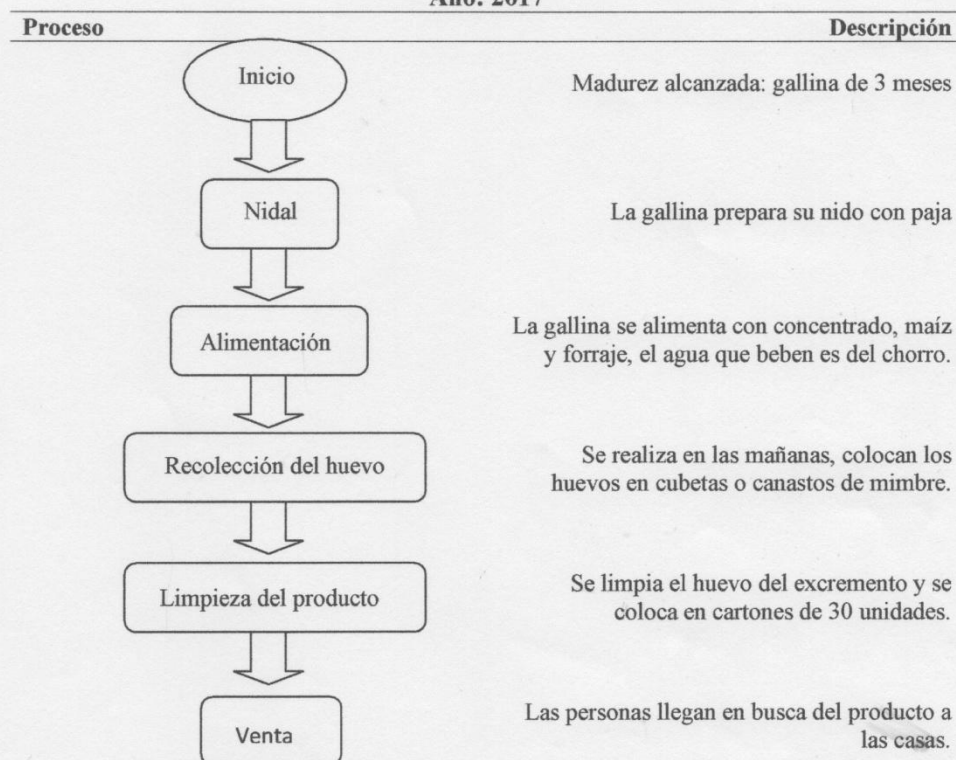 Año: 2017
Proceso Descripción
Inicio
Madurez alcanzada: gallina de 3 meses
Nidal
La gallina prepara su nido con paja
Alimentación
La gallina se alimenta con concentrado, maíz
y forraje, el agua que beben es del chorro.
Recolección del huevo
Se realiza en las mañanas, colocan los
huevos en cubetas o canastos de mimbre.
Limpieza del producto
Se limpia el huevo del excremento y se
coloca en cartones de 30 unidades.
Venta
Las personas llegan en busca del producto a
las casas.